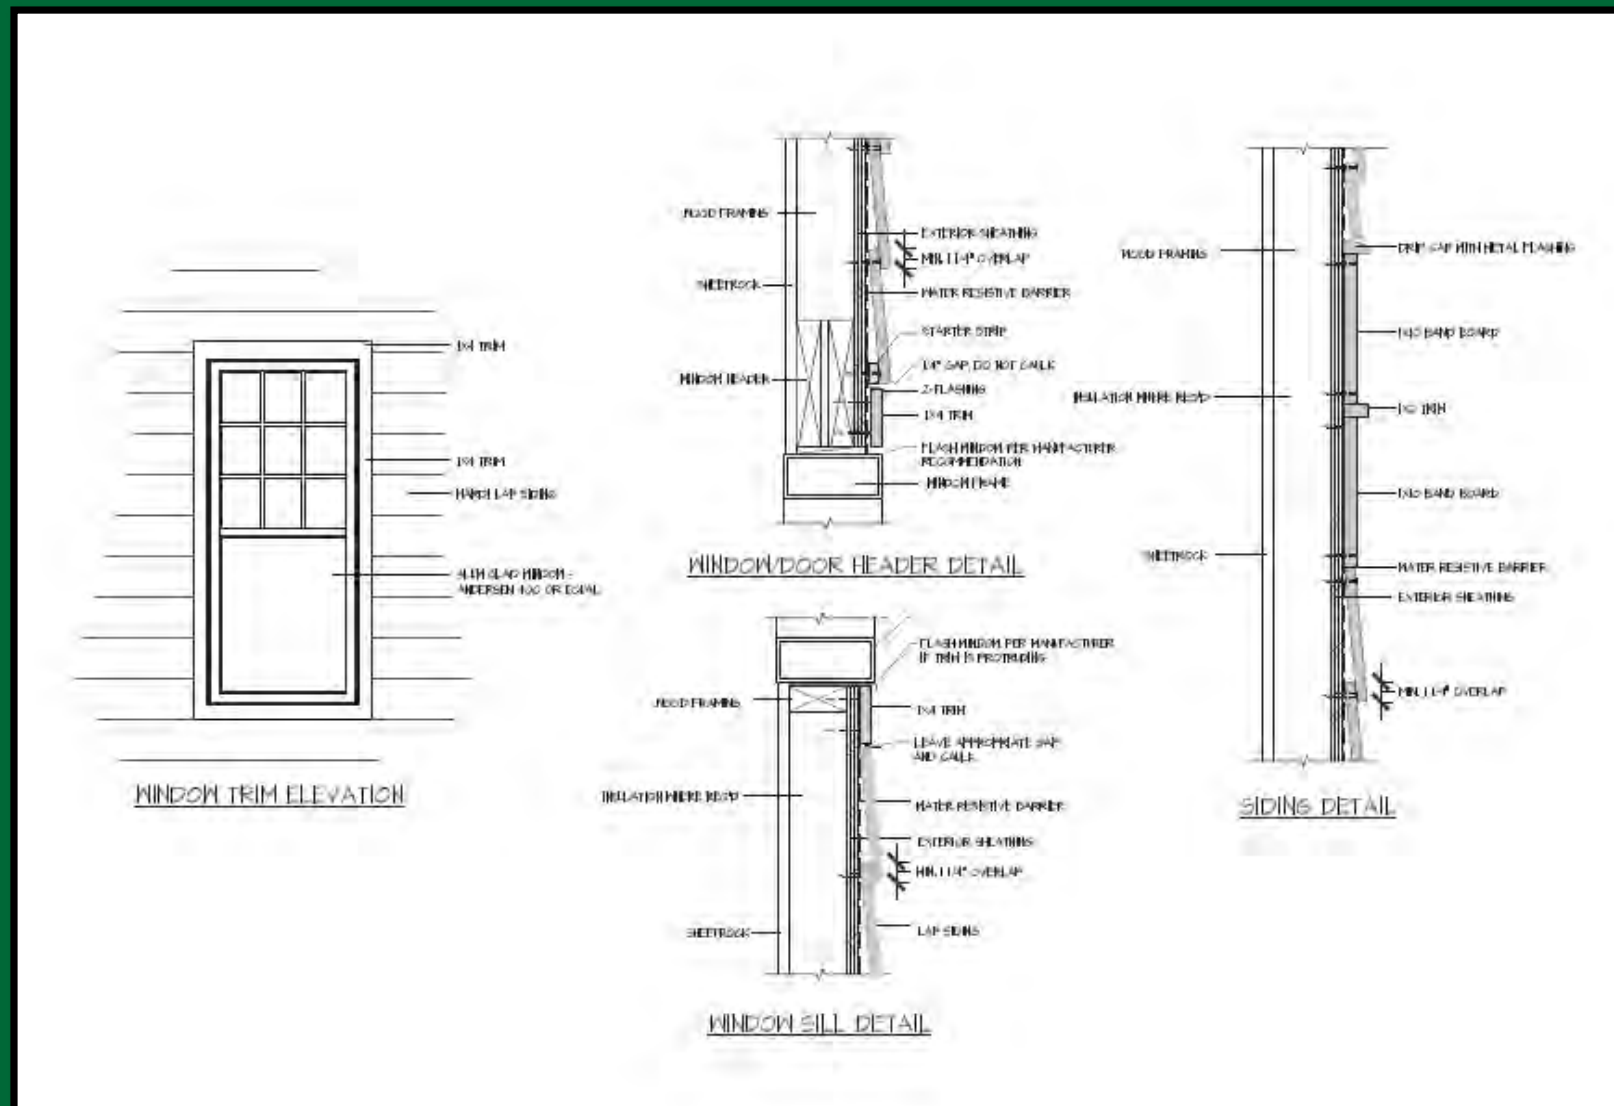 1X4 TRIM
1X4 TRIM
HARDI LAP SIDING
ALUM CLAD WINDOW -
ANDERSEN 400 OR EQUAL
WINDOW TRIM ELEVATION
WOOD FRAMING
SHEETROCK
WINDOW HEADER
EXTERIOR SHEATHING
MIN. 1 1/4" OVERLAP
WATER RESISTIVE BARRIER
STARTER STRIP
1/4" GAP, DO NOT CAULK
Z-FLASHING
1X4 TRIM
FLASH WINDOW PER MANUFACTURER
RECOMMENDATION
WINDOW FRAME
WINDOW/DOOR HEADER DETAIL
FLASH WINDOW PER MANUFACTURER
IF TRIM IS PROTRUDING
WOOD FRAMING
1X4 TRIM
LEAVE APPROPRIATE GAP
AND CAULK
INSULATION WHERE REQ'D
WATER RESISTIVE BARRIER
EXTERIOR SHEATHING
MIN. 1 1/4" OVERLAP
SHEETROCK
LAP SIDING
WINDOW SILL DETAIL
WOOD FRAMING
DRIP CAP WITH METAL FLASHING
1X10 BAND BOARD
INSULATION WHERE REQ'D
TRIM
1X10 BAND BOARD
SHEETROCK
WATER RESISTIVE BARRIER
EXTERIOR SHEATHING
MIN. 1 1/4" OVERLAP
SIDING DETAIL